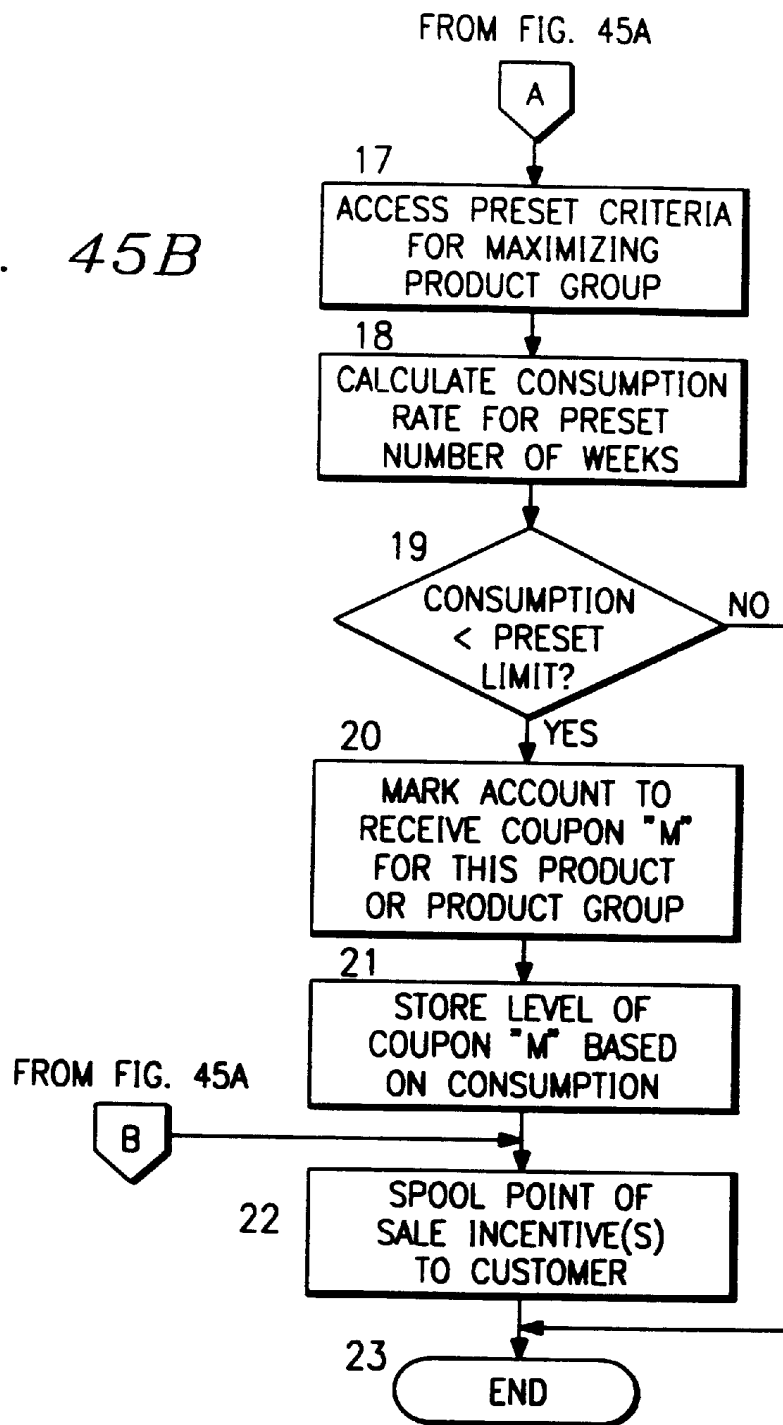 FROM FIG. 45A
A
17
ACCESS PRESET CRITERIA
FOR MAXIMIZING
PRODUCT GROUP
. 45B
18
CALCULATE CONSUMPTION
RATE FOR PRESET
NUMBER OF WEEKS
19
CONSUMPTION
< PRESET
LIMIT?
NO
YES
20
MARK ACCOUNT TO
RECEIVE COUPON "M"
FOR THIS PRODUCT
OR PRODUCT GROUP
21
STORE LEVEL OF
COUPON "M" BASED
ON CONSUMPTION
FROM FIG. 45A
B
22
SPOOL POINT OF
SALE INCENTIVE(S)
TO CUSTOMER
23
END